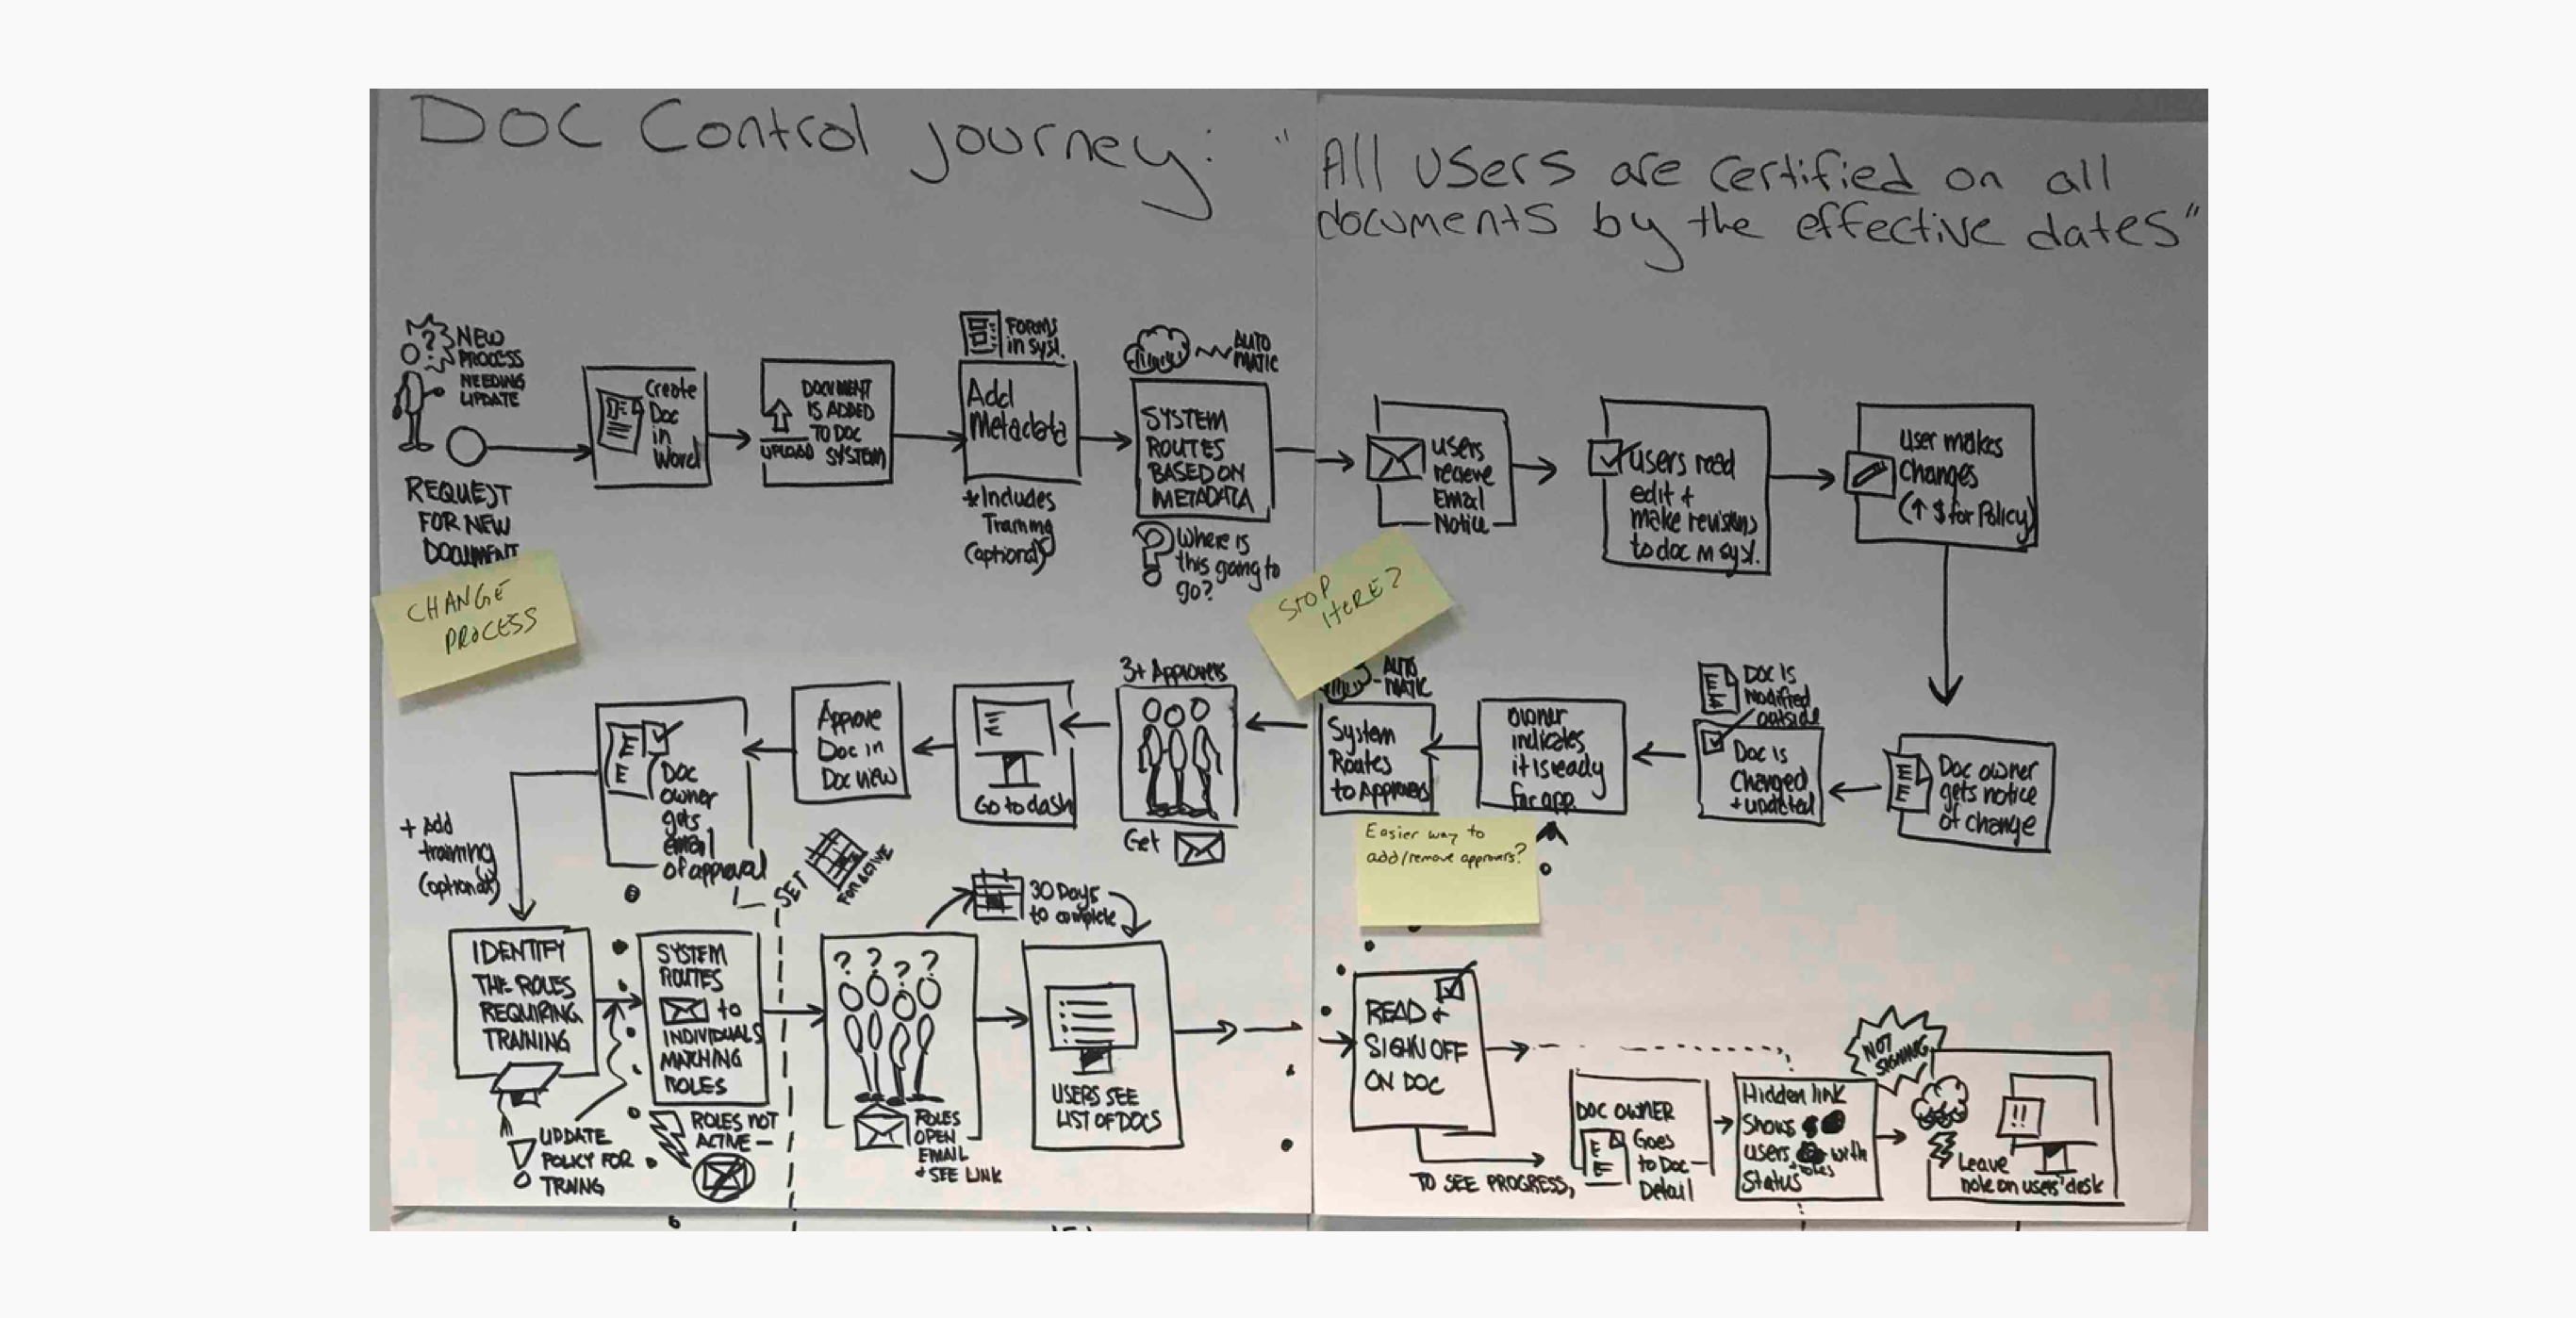 Doc Control journey:
"All users are certified on all
documents by the effective dates"
NEW
PROCESS
NEEDING
UPDATE
REQUEST
FOR NEW
DOCUMENT
CHANGE
PROCESS
Create
Doc
in
Word
DOCUMENT
IS ADDED
TO DOC
SYSTEM
UPLOAD
FORMS
in syst.
Add
Metadata
*Includes
Training
(optional)
AUTO
MATIC
SYSTEM
ROUTES
BASED ON
METADATA
? Where is
this going to
go?
STOP
HERE?
users
recieve
Email
Notice
users read
edit +
make revisions
to doc in syst.
User makes
Changes
(↑ $ for Policy)
Doc owner
gets notice
of change
Doc is
Modified
outside
Doc is
Changed
+ updated
owner
indicates
it is ready
for app.
AUTO
MATIC
System
Routes
to Approvers
Easier way to
add/remove approvers?
3+ Approvers
Get
Go to dash
Approve
Doc in
Doc view
Doc
owner
gets
email
of approval
SET
FOR ACTIVE
+ Add
training
(optional)
IDENTIFY
THE ROLES
REQUIRING
TRAINING
UPDATE
POLICY FOR
TRNING
SYSTEM
ROUTES
to
INDIVIDUALS
MATCHING
ROLES
ROLES NOT
ACTIVE —
? ? ? ?
ROLES
OPEN
EMAIL
+ SEE LINK
30 Days
to complete
USERS SEE
LIST OF DOCS
READ +
SIGN OFF
ON DOC
TO SEE PROGRESS,
DOC OWNER
Goes
to Doc
Detail
Hidden link
Shows
users with
+ roles
Status
NOT
SIGNING
!!
Leave
note on users' desk